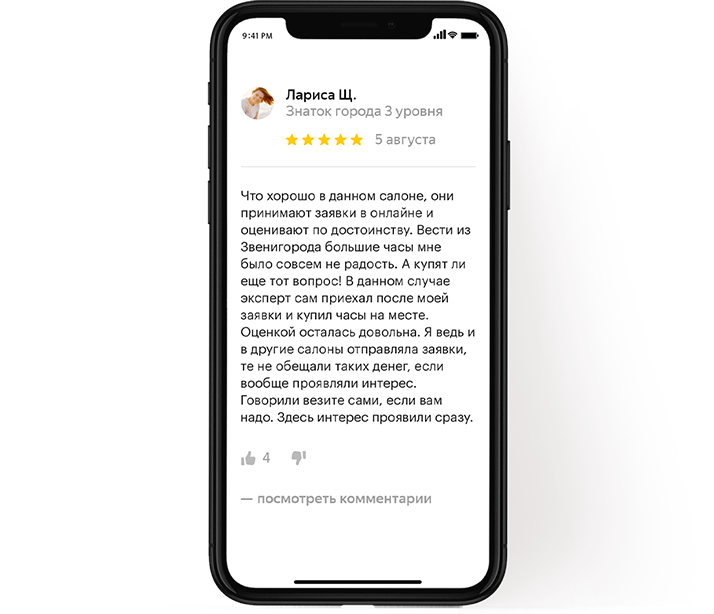 9:41 PM
Лариса Щ.
Знаток города 3 уровня
5 августа
Что хорошо в данном салоне, они
принимают заявки в онлайне и
оценивают по достоинству. Вести из
Звенигорода большие часы мне
было совсем не радость. А купят ли
еще тот вопрос! В данном случае
эксперт сам приехал после моей
заявки и купил часы на месте.
Оценкой осталась довольна. Я ведь и
в другие салоны отправляла заявки,
те не обещали таких денег, если
вообще проявляли интерес.
Говорили везите сами, если вам
надо. Здесь интерес проявили сразу.
4
— посмотреть комментарии